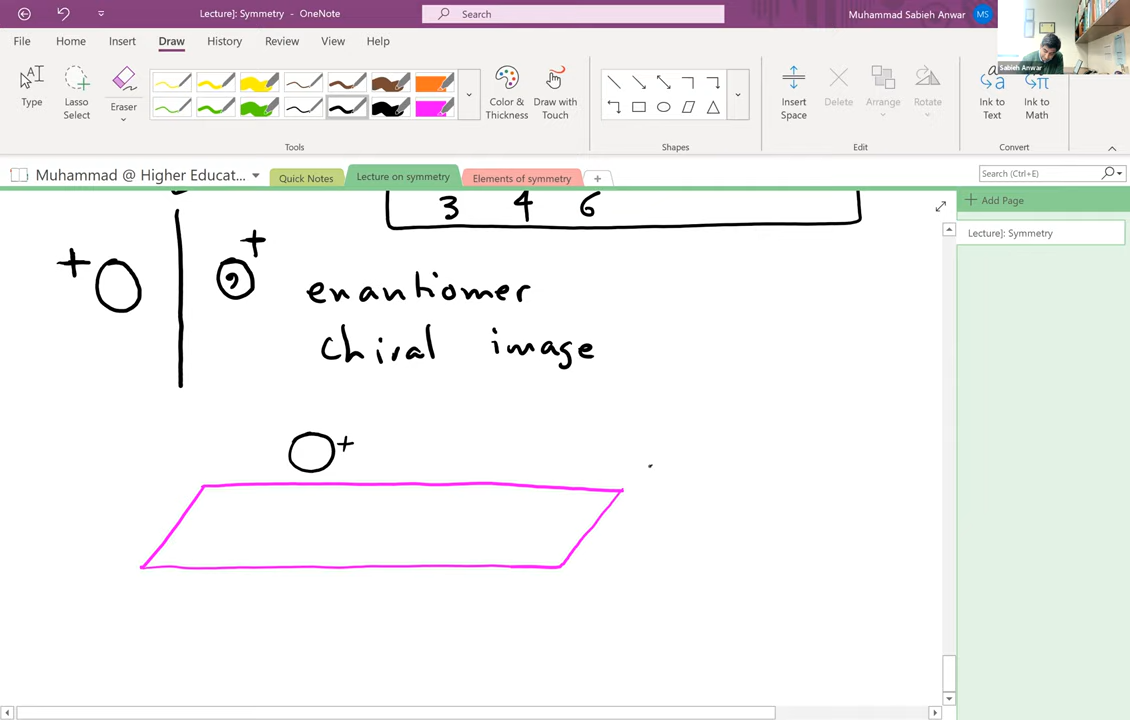 Lecture]: Symmetry - OneNote
Search
Muhammad Sabieh Anwar
MS
File Home Insert Draw History Review View Help
Sabieh Anwar
Type
Lasso Select
Eraser
Color & Thickness
Draw with Touch
Insert Space
Delete
Arrange
Rotate
Ink to Text
Ink to Math
Tools
Shapes
Edit
Convert
Muhammad @ Higher Educat...
Quick Notes
Lecture on symmetry
Elements of symmetry
Search (Ctrl+E)
Add Page
Lecture]: Symmetry
3 4 6
+ +
,
enantiomer
chiral image
+